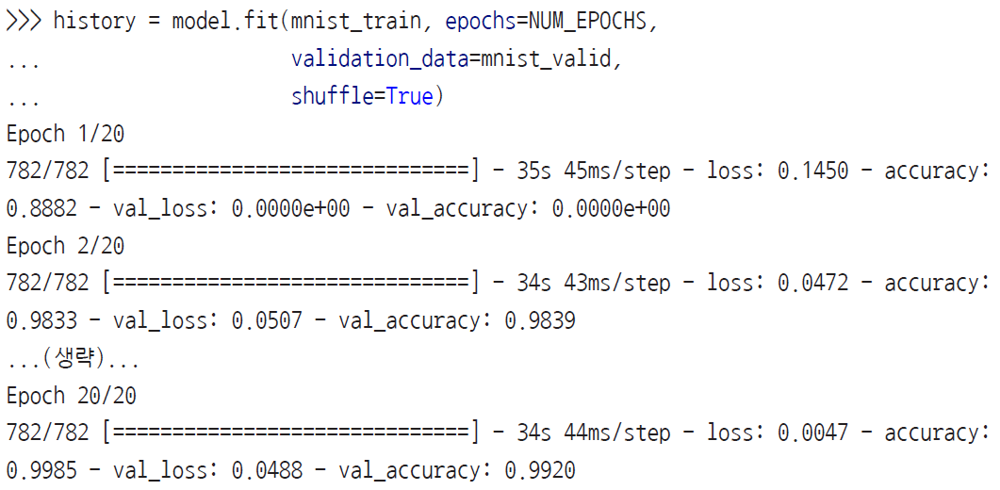 >>> history = model.fit(mnist_train, epochs=NUM_EPOCHS,
...                     validation_data=mnist_valid,
...                     shuffle=True)
Epoch 1/20
782/782 [==============================] - 35s 45ms/step - loss: 0.1450 - accuracy:
0.8882 - val_loss: 0.0000e+00 - val_accuracy: 0.0000e+00
Epoch 2/20
782/782 [==============================] - 34s 43ms/step - loss: 0.0472 - accuracy:
0.9833 - val_loss: 0.0507 - val_accuracy: 0.9839
...(생략)...
Epoch 20/20
782/782 [==============================] - 34s 44ms/step - loss: 0.0047 - accuracy:
0.9985 - val_loss: 0.0488 - val_accuracy: 0.9920